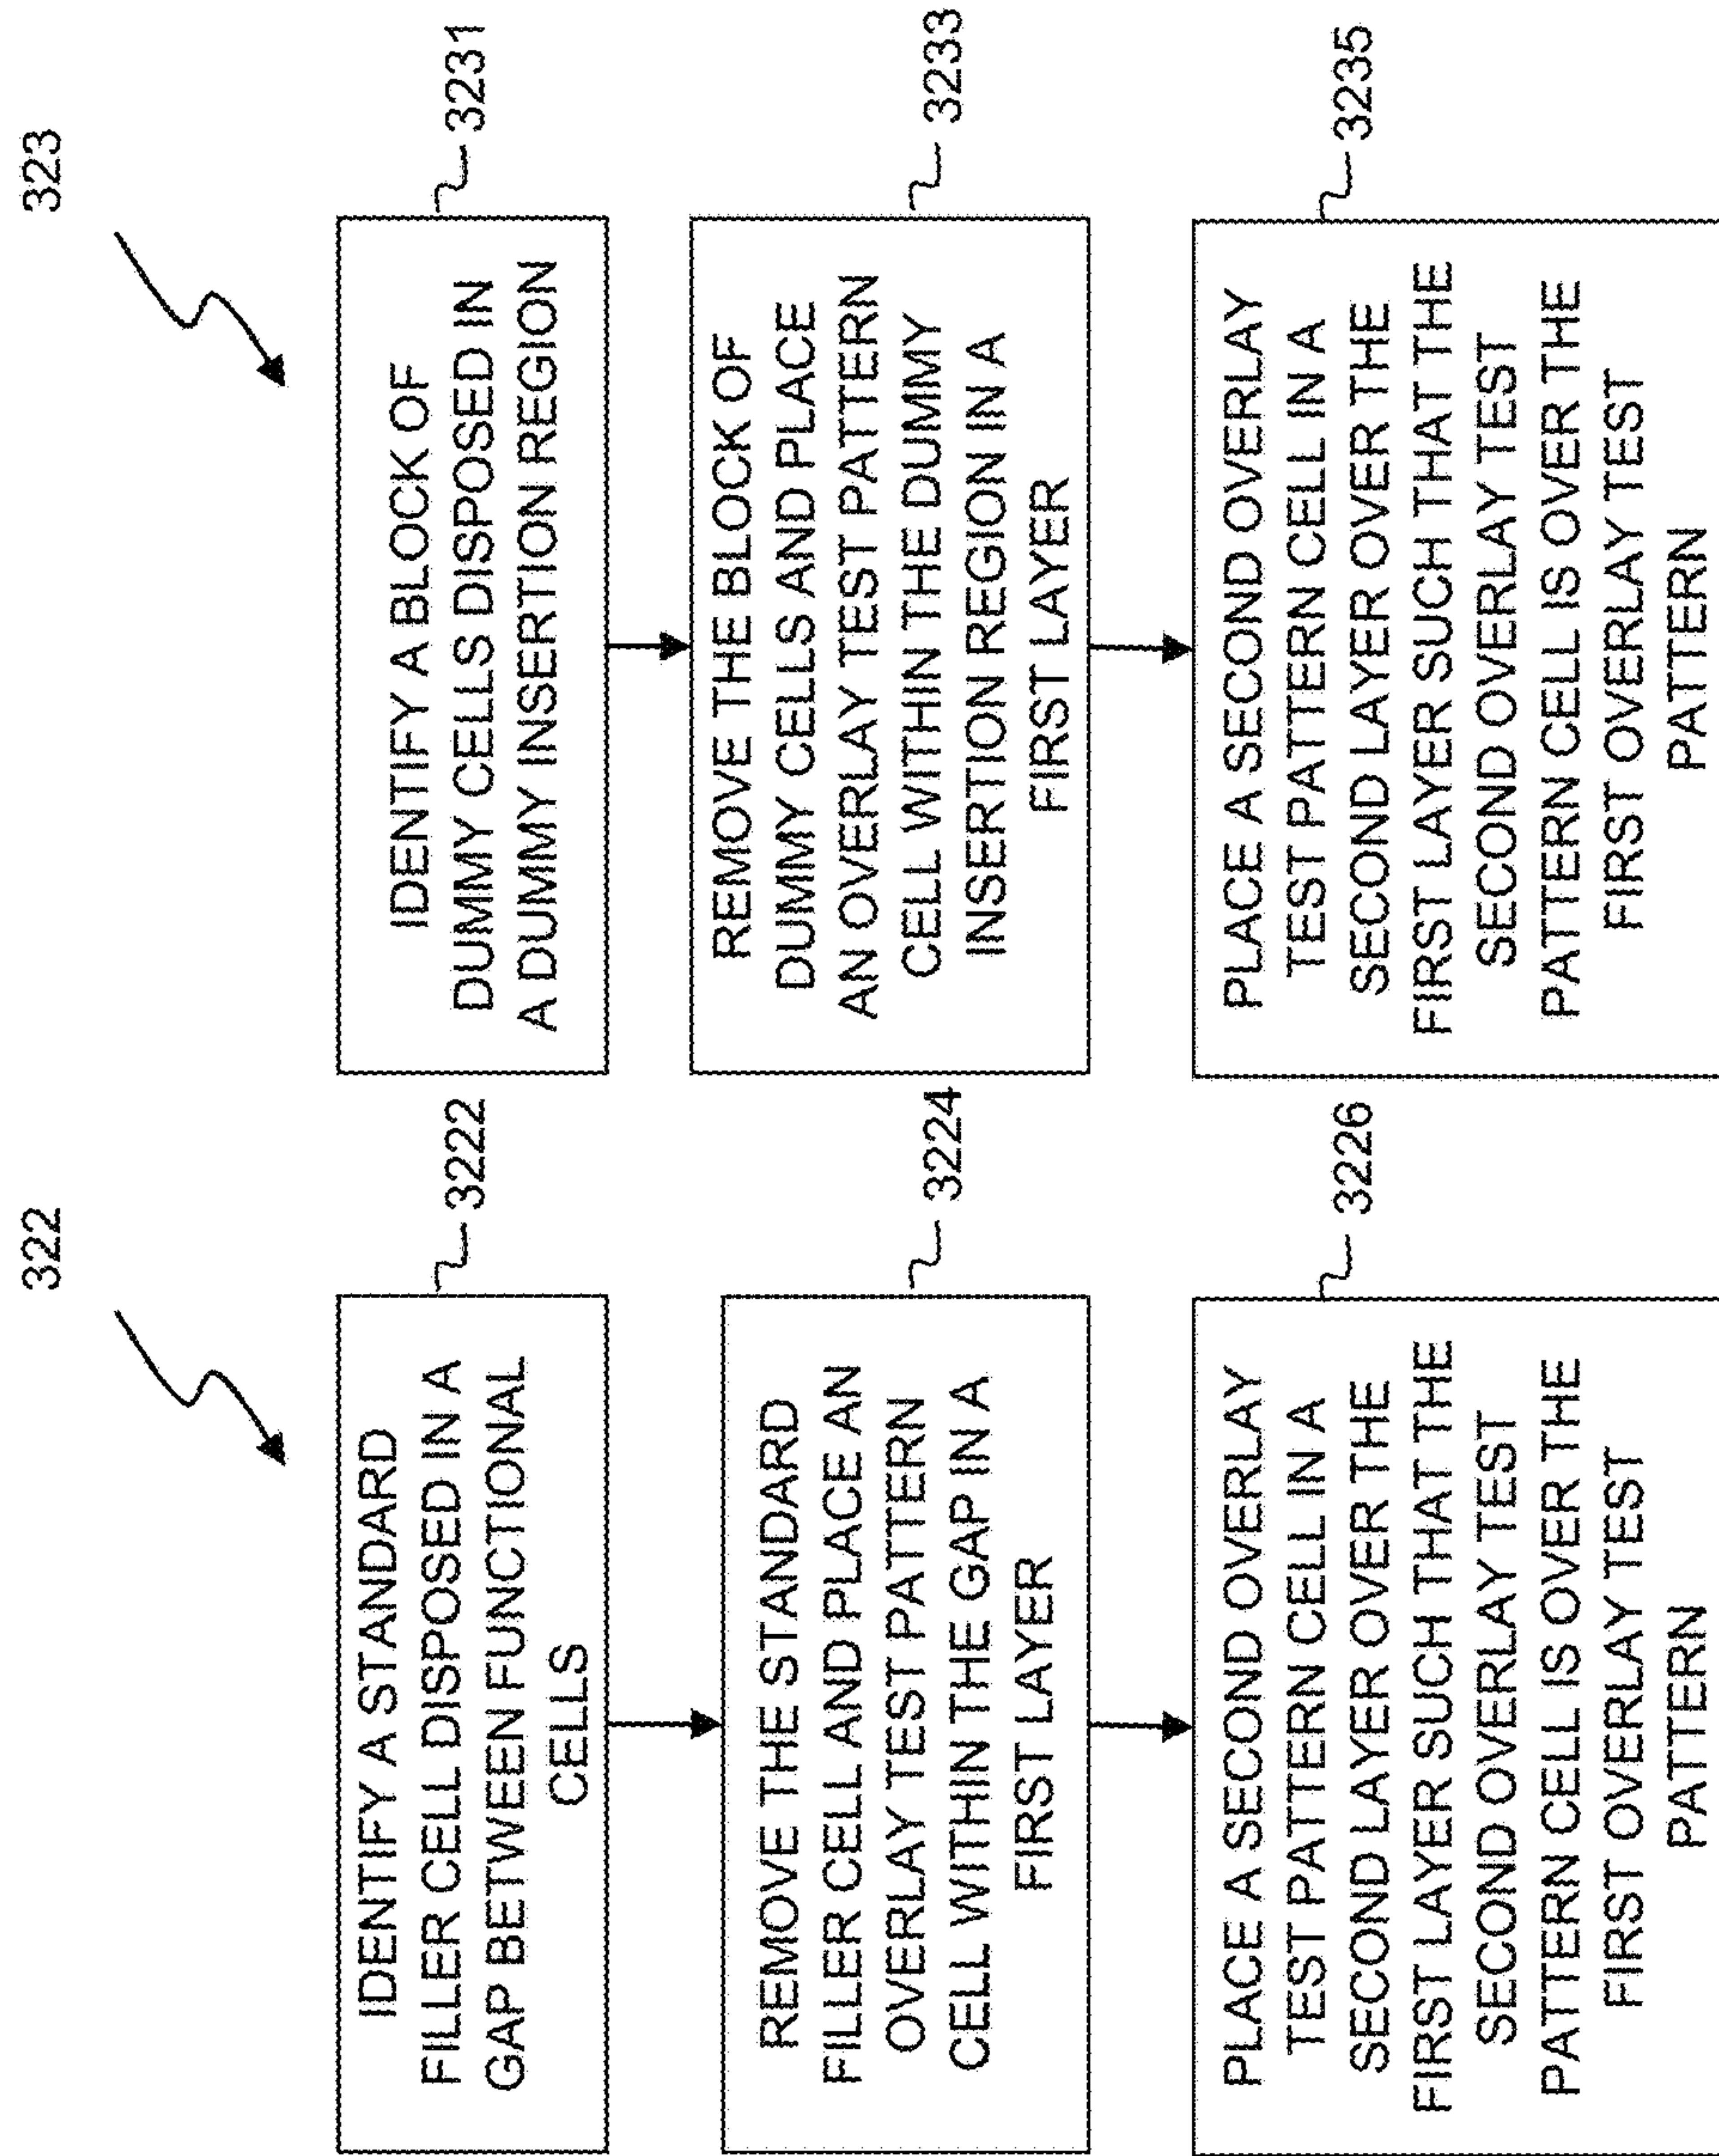 322
IDENTIFY A STANDARD
FILLER CELL DISPOSED IN A
GAP BETWEEN FUNCTIONAL
CELLS
3222
REMOVE THE STANDARD
FILLER CELL AND PLACE AN
OVERLAY TEST PATTERN
CELL WITHIN THE GAP IN A
FIRST LAYER
3224
PLACE A SECOND OVERLAY
TEST PATTERN CELL IN A
SECOND LAYER OVER THE
FIRST LAYER SUCH THAT THE
SECOND OVERLAY TEST
PATTERN CELL IS OVER THE
FIRST OVERLAY TEST
PATTERN
3226
323
IDENTIFY A BLOCK OF
DUMMY CELLS DISPOSED IN
A DUMMY INSERTION REGION
3231
REMOVE THE BLOCK OF
DUMMY CELLS AND PLACE
AN OVERLAY TEST PATTERN
CELL WITHIN THE DUMMY
INSERTION REGION IN A
FIRST LAYER
3233
PLACE A SECOND OVERLAY
TEST PATTERN CELL IN A
SECOND LAYER OVER THE
FIRST LAYER SUCH THAT THE
SECOND OVERLAY TEST
PATTERN CELL IS OVER THE
FIRST OVERLAY TEST
PATTERN
3235